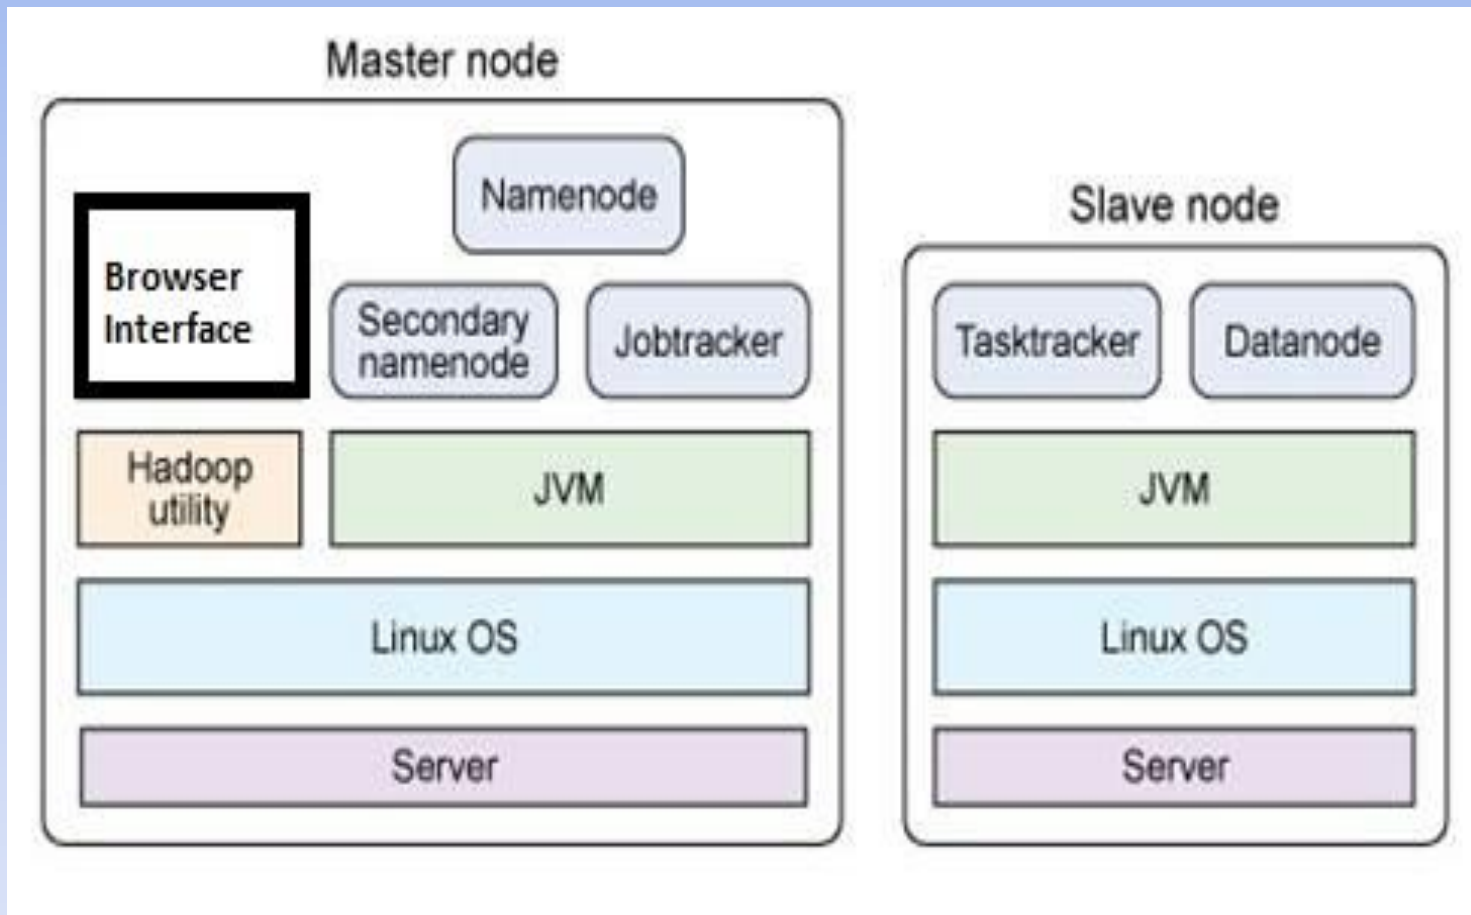 Master node
Namenode
Browser
Interface
Secondary
namenode
Jobtracker
Hadoop
utility
JVM
Linux OS
Server
Slave node
Tasktracker
Datanode
JVM
Linux OS
Server